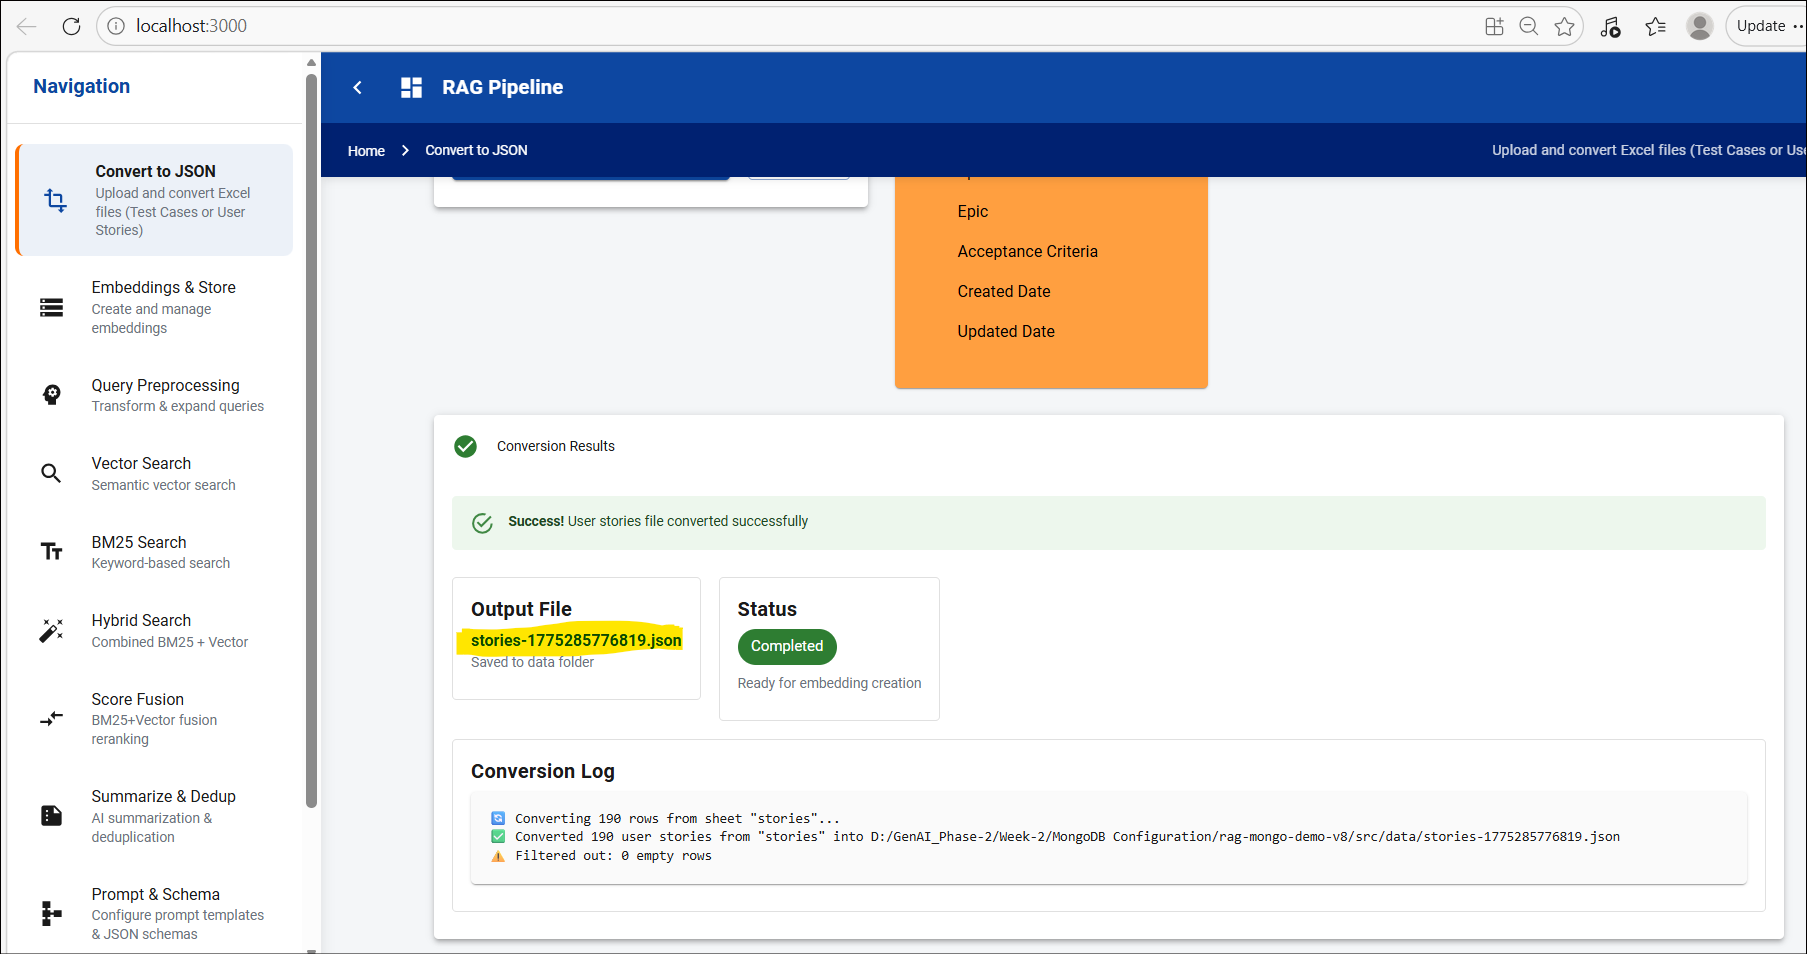 localhost:3000
Update
Navigation
RAG Pipeline
Home
Convert to JSON
Upload and convert Excel files (Test Cases or
Convert to JSON
Upload and convert Excel
files (Test Cases or User
Stories)
Embeddings & Store
Create and manage
embeddings
Query Preprocessing
Transform & expand queries
Vector Search
Semantic vector search
BM25 Search
Keyword-based search
Hybrid Search
Combined BM25 + Vector
Score Fusion
BM25+Vector fusion
reranking
Summarize & Dedup
AI summarization &
deduplication
Prompt & Schema
Configure prompt templates
& JSON schemas
Epic
Acceptance Criteria
Created Date
Updated Date
Conversion Results
Success! User stories file converted successfully
Output File
stories-1775285776819.json
Saved to data folder
Status
Completed
Ready for embedding creation
Conversion Log
Converting 190 rows from sheet "stories"...
Converted 190 user stories from "stories" into D:/GenAI_Phase-2/Week-2/MongoDB Configuration/rag-mongo-demo-v8/src/data/stories-1775285776819.json
Filtered out: 0 empty rows